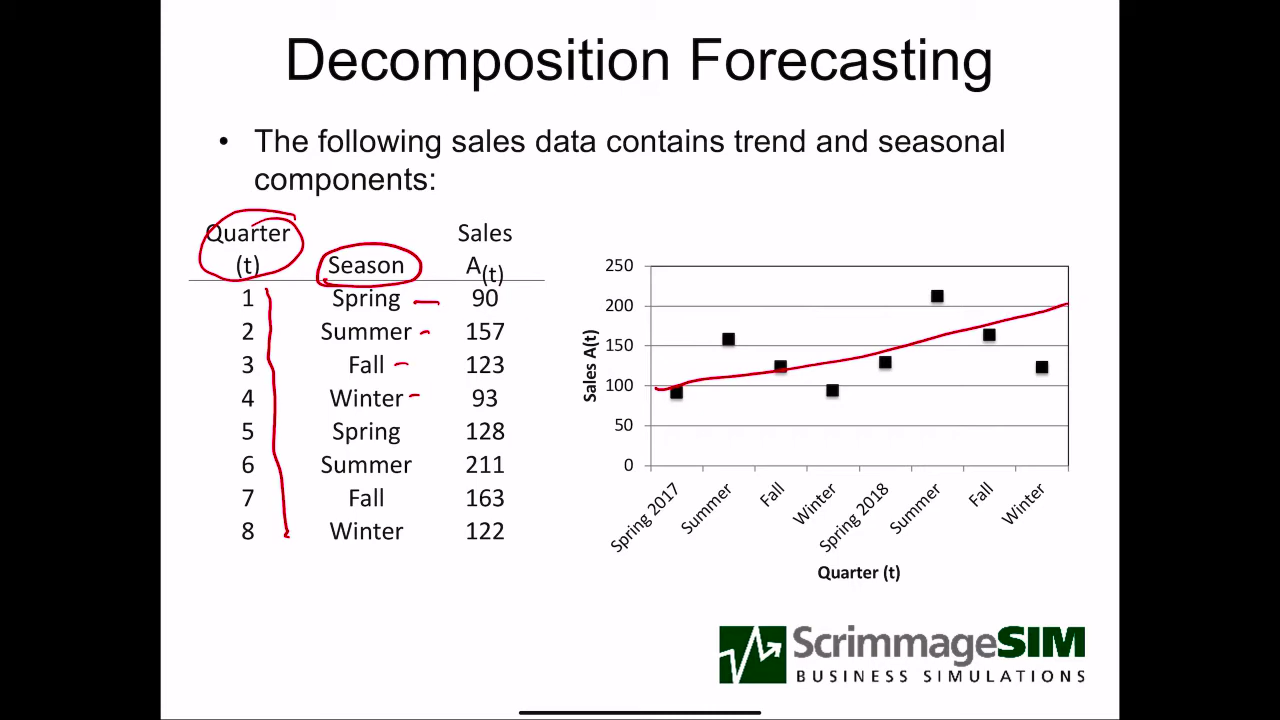 Decomposition Forecasting
• The following sales data contains trend and seasonal
components:
Quarter Sales
(t) Season A(t)
1 Spring 90
2 Summer 157
3 Fall 123
4 Winter 93
5 Spring 128
6 Summer 211
7 Fall 163
8 Winter 122
250
200
150
100
50
0
Sales A(t)
Spring 2017
Summer
Fall
Winter
Spring 2018
Summer
Fall
Winter
Quarter (t)
ScrimmageSIM
BUSINESS SIMULATIONS